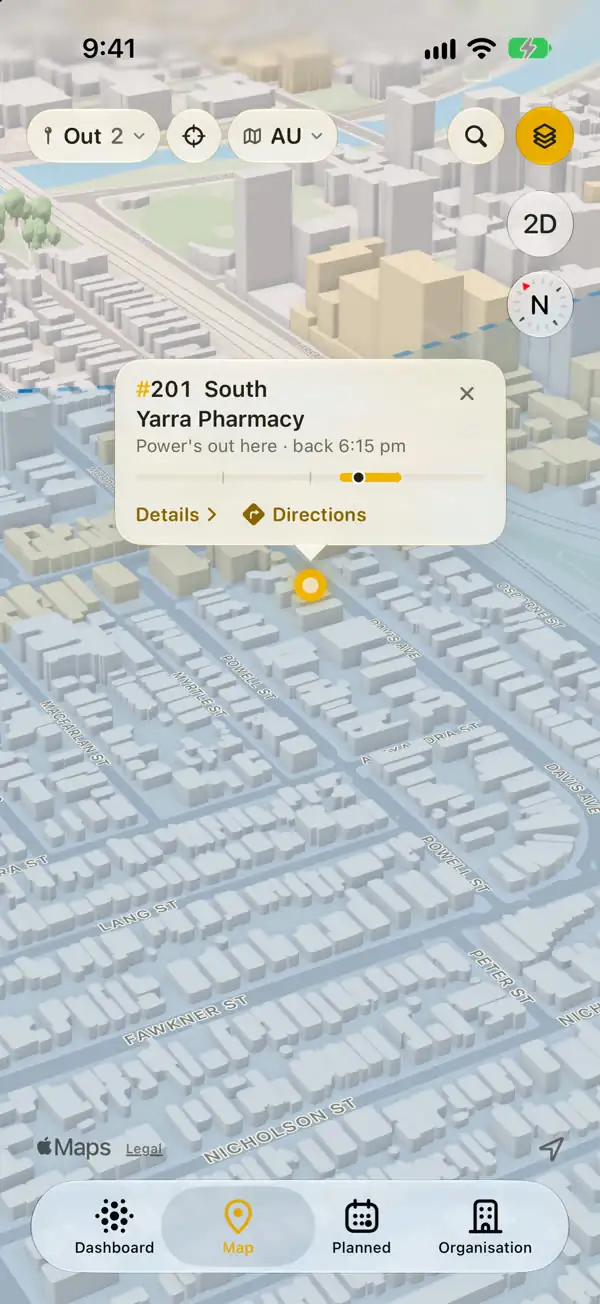 9:41
Out 2
AU
2D
N
#201 South
Yarra Pharmacy
Power's out here · back 6:15 pm
Details
Directions
DAVIS AVE
POWELL ST
MYRTLE ST
MACFARLAN ST
DAVIS AVE
POWELL ST
LANG ST
PETER ST
FAWKNER ST
NICHOLSON ST
Maps
Legal
Dashboard
Map
Planned
Organisation